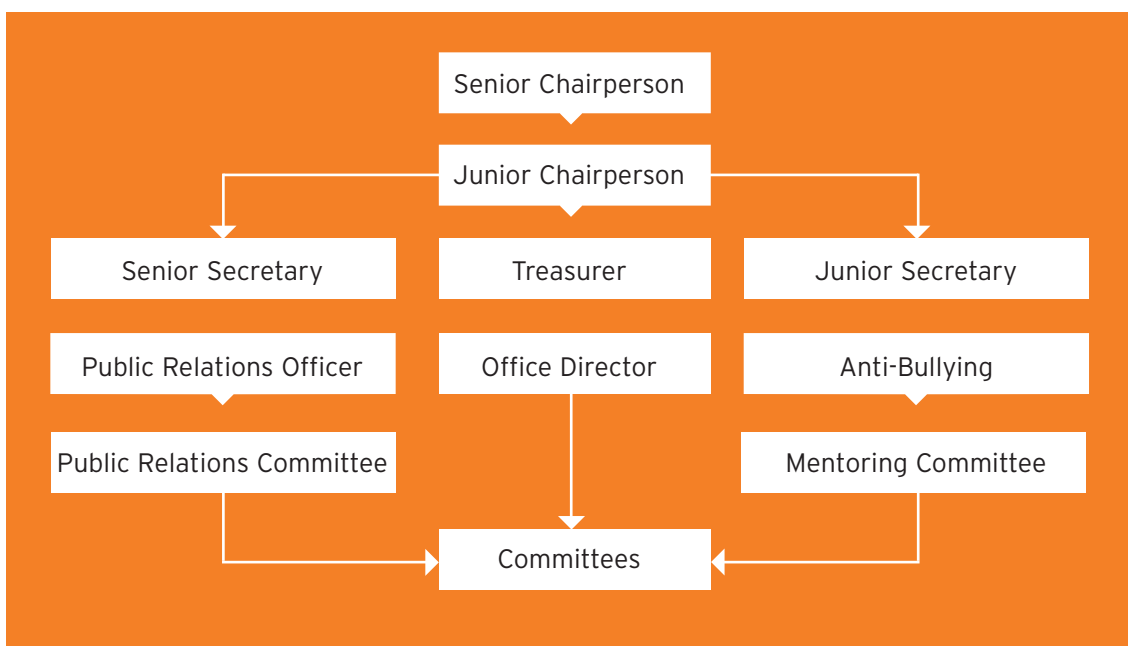 Senior Chairperson
Junior Chairperson
Senior Secretary
Treasurer
Junior Secretary
Public Relations Officer
Office Director
Anti-Bullying
Public Relations Committee
Mentoring Committee
Committees